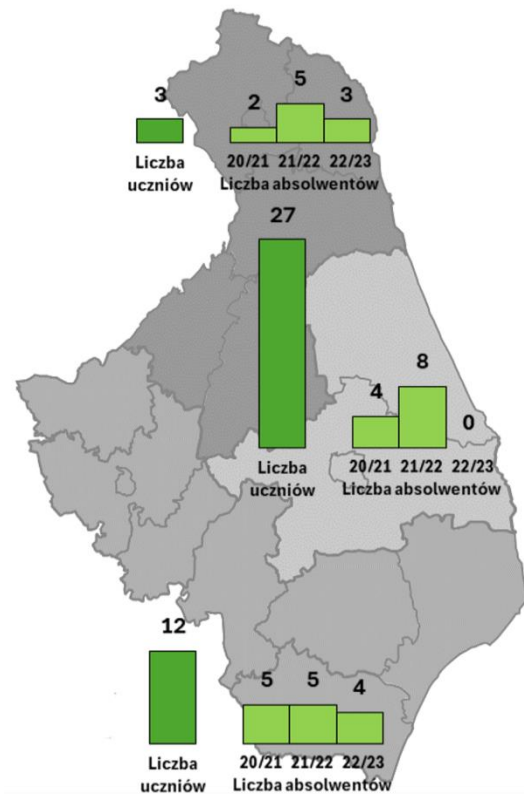 3
2
5
3
Liczba
uczniów
20/21 21/22 22/23
Liczba absolwentów
27
4
8
0
Liczba
uczniów
20/21 21/22 22/23
Liczba absolwentów
12
5
5
4
Liczba
uczniów
20/21 21/22 22/23
Liczba absolwentów